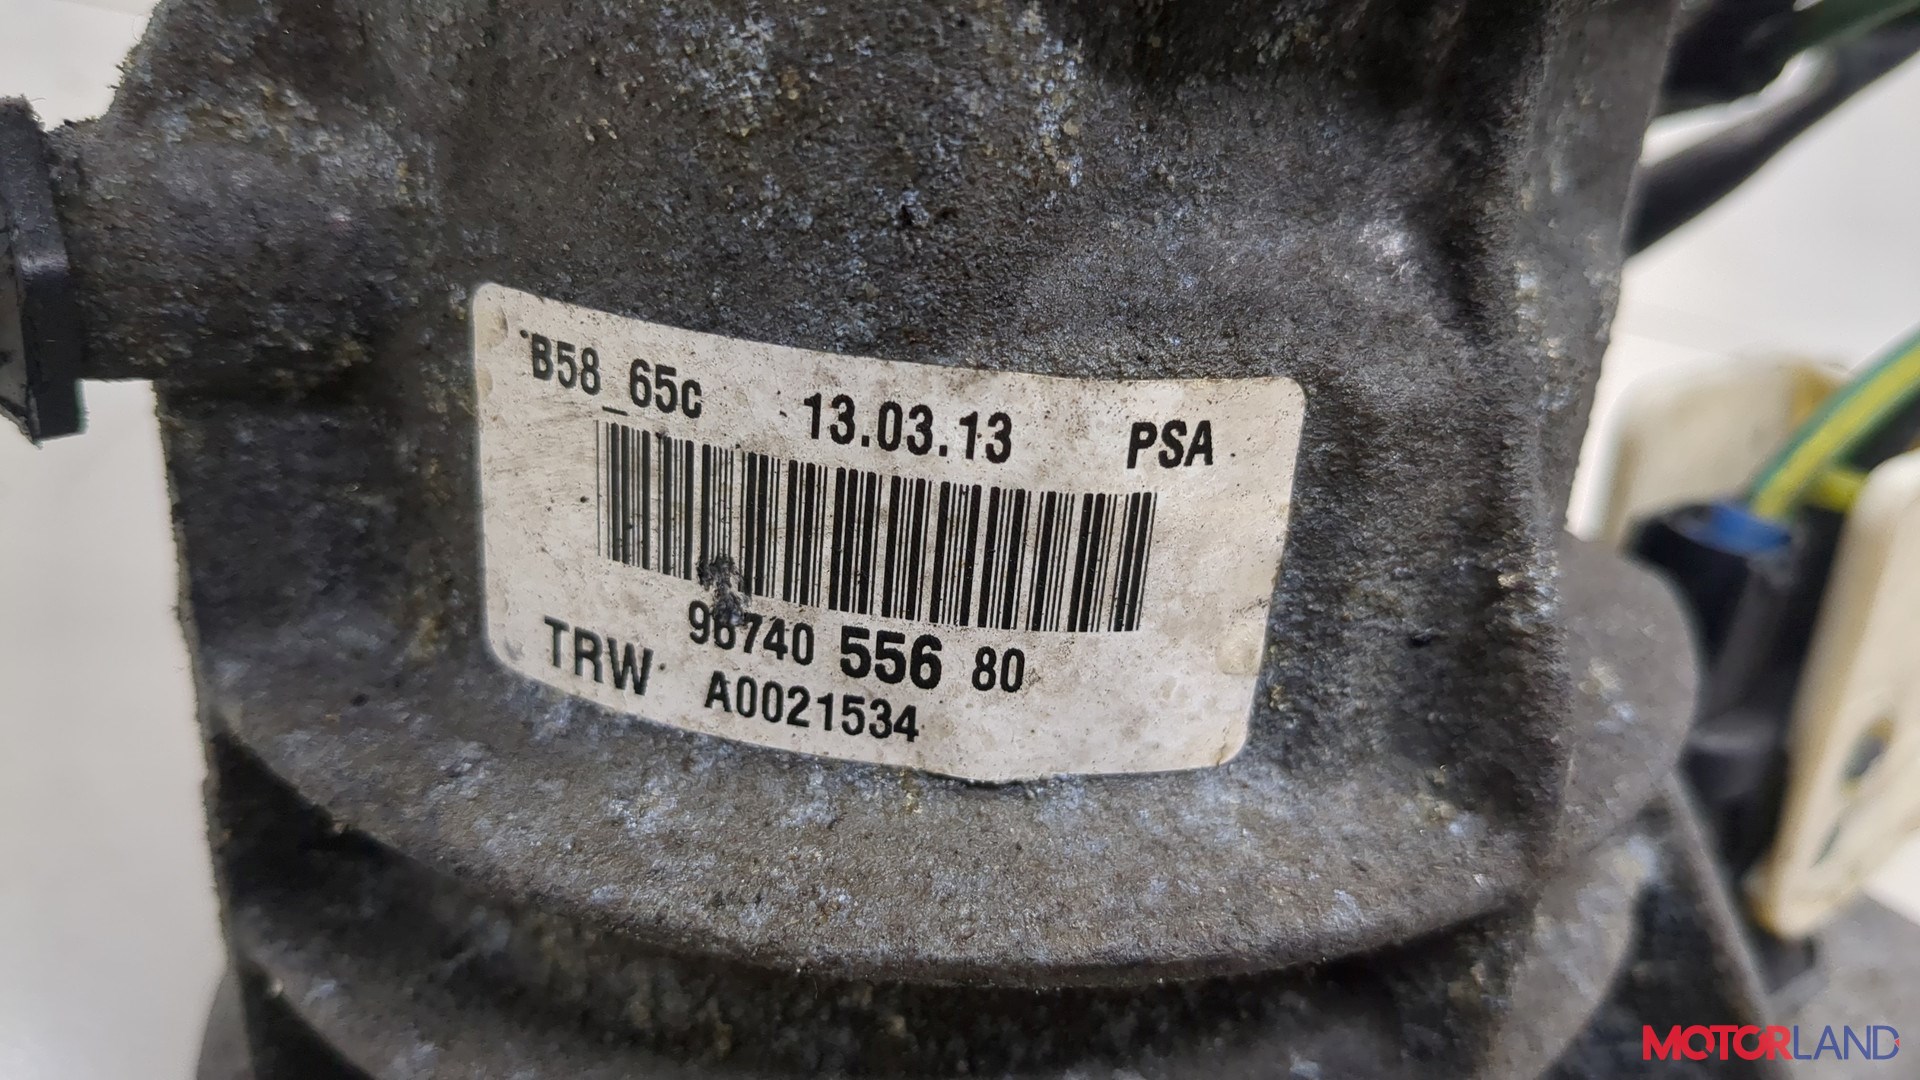 B58_65c 13.03.13 PSA
96740 556 80
TRW A0021534
MOTORLAND